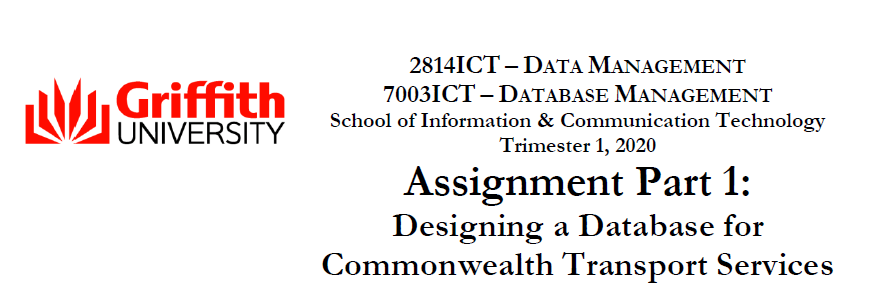 Griffith
UNIVERSITY
2814ICT – DATA MANAGEMENT
7003ICT – DATABASE MANAGEMENT
School of Information & Communication Technology
Trimester 1, 2020
Assignment Part 1:
Designing a Database for
Commonwealth Transport Services